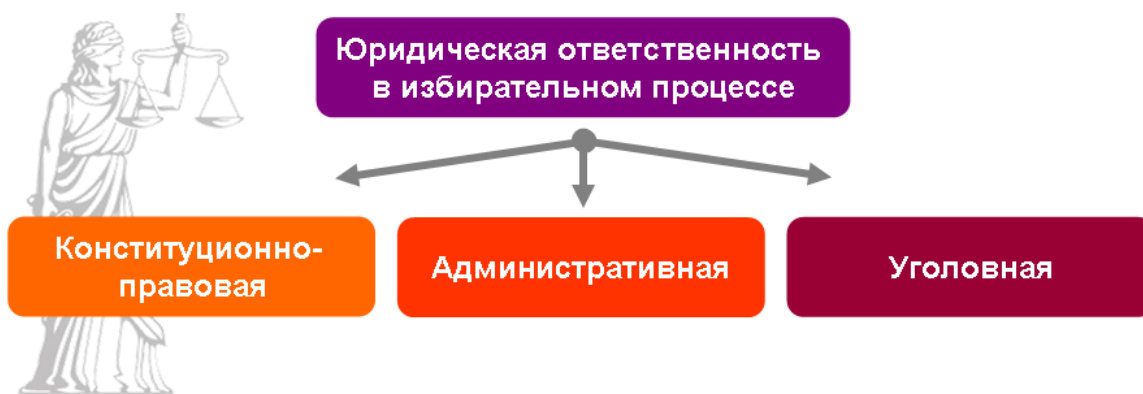 Юридическая ответственность
в избирательном процессе
Конституционно-
правовая
Административная
Уголовная